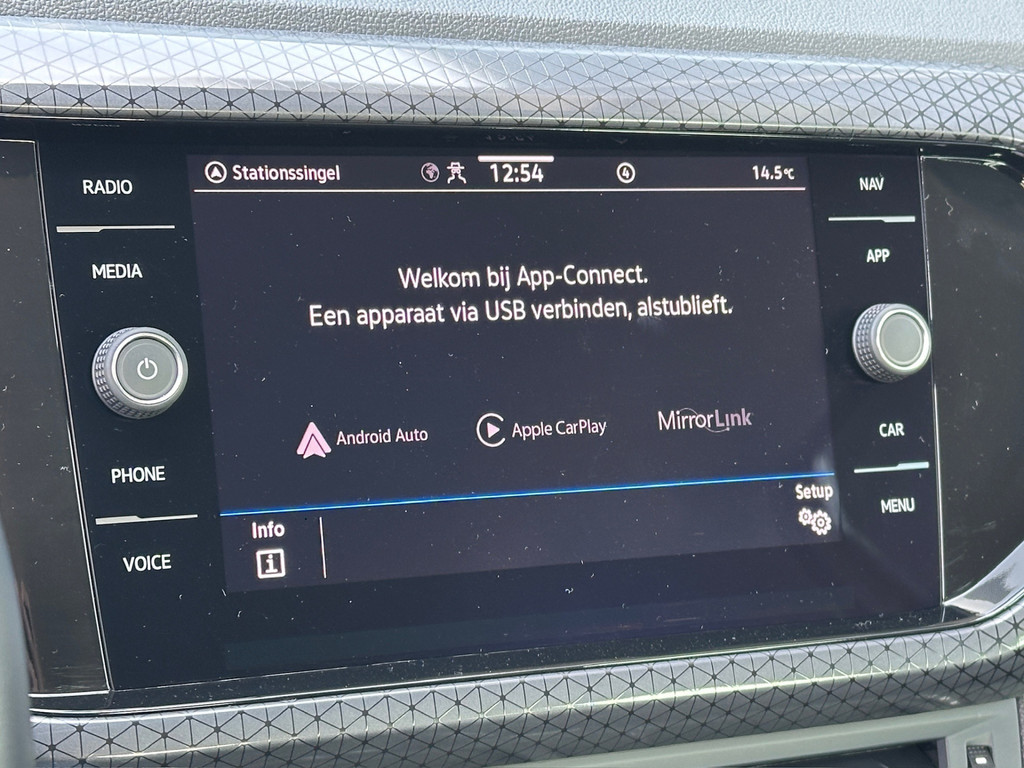 RADIO
MEDIA
PHONE
VOICE
Stationssingel
12:54
4
14.5°C
Welkom bij App-Connect.
Een apparaat via USB verbinden, alstublieft.
Android Auto
Apple CarPlay
MirrorLink
Info
i
Setup
NAV
APP
CAR
MENU